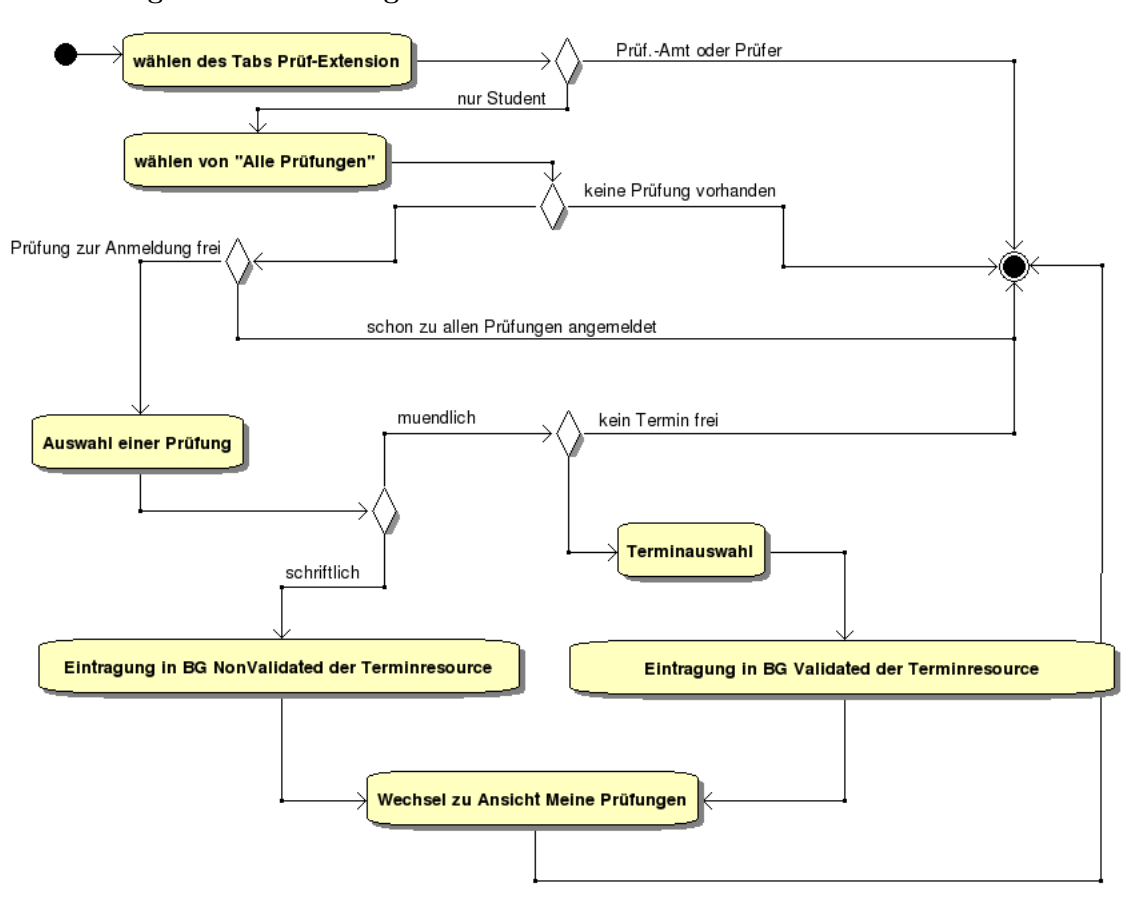 wählen des Tabs Prüf-Extension
Prüf.-Amt oder Prüfer
nur Student
wählen von "Alle Prüfungen"
keine Prüfung vorhanden
Prüfung zur Anmeldung frei
schon zu allen Prüfungen angemeldet
muendlich
kein Termin frei
Auswahl einer Prüfung
Terminauswahl
schriftlich
Eintragung in BG NonValidated der Terminresource
Eintragung in BG Validated der Terminresource
Wechsel zu Ansicht Meine Prüfungen